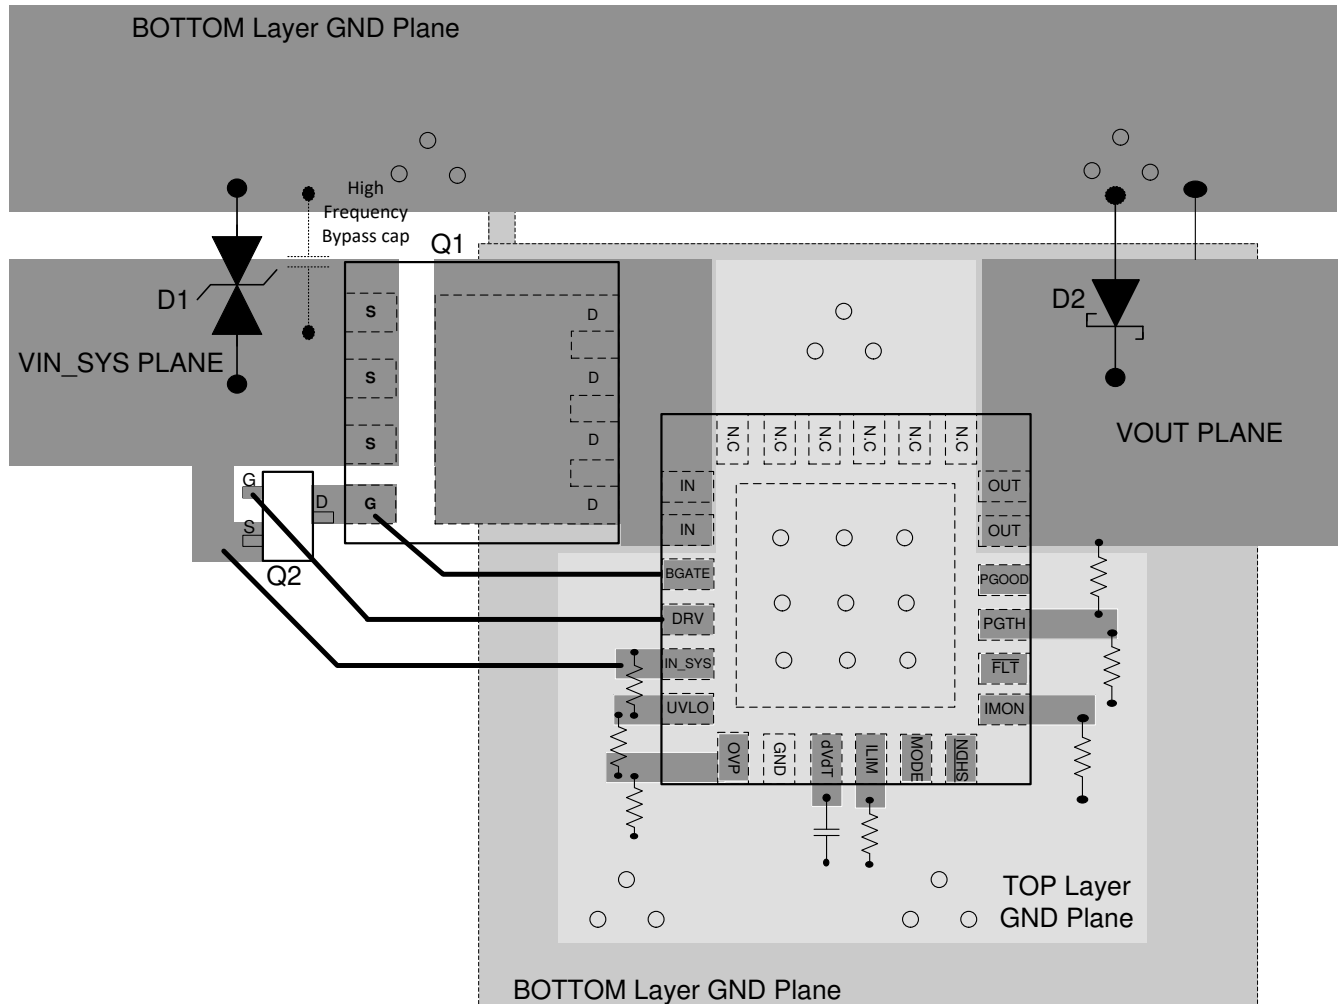 BOTTOM Layer GND Plane
High
Frequency
Bypass cap
Q1
D1
D2
VIN_SYS PLANE
VOUT PLANE
S
S
S
G
D
D
D
D
G
S
D
Q2
N.C
N.C
N.C
N.C
N.C
N.C
IN
IN
BGATE
DRV
IN_SYS
UVLO
OUT
OUT
PGOOD
PGTH
FLT
IMON
OVP
GND
dVdT
ILIM
MODE
SHDN
TOP Layer
GND Plane
BOTTOM Layer GND Plane